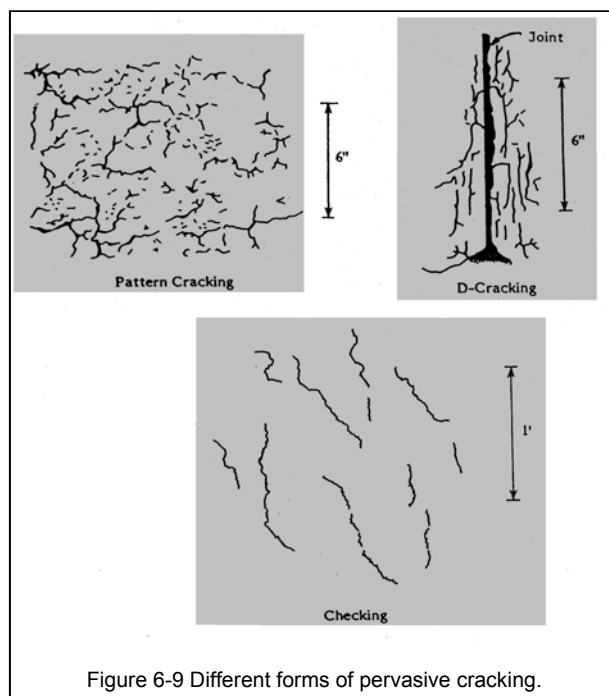 6"
Pattern Cracking
Joint
6"
D-Cracking
1'
Checking
Figure 6-9 Different forms of pervasive cracking.